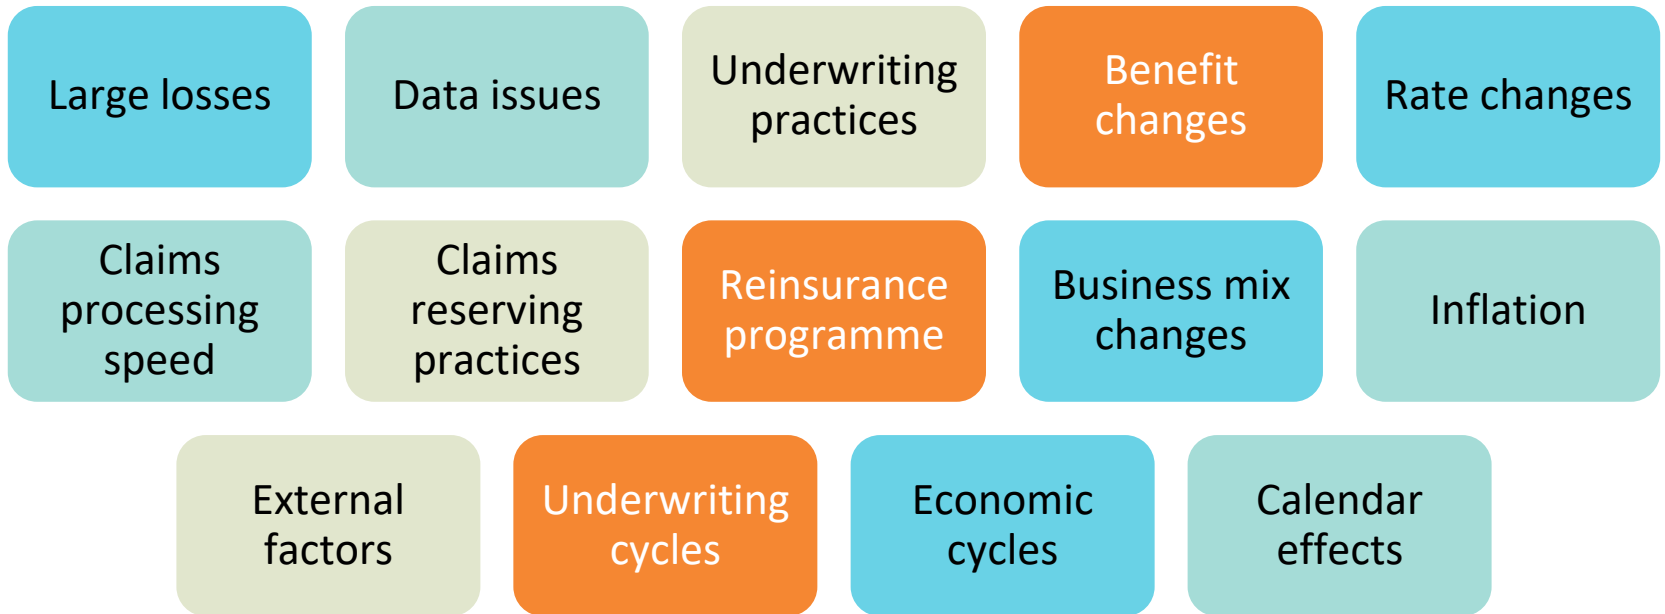 Large losses
Data issues
Underwriting
practices
Benefit
changes
Rate changes
Claims
processing
speed
Claims
reserving
practices
Reinsurance
programme
Business mix
changes
Inflation
External
factors
Underwriting
cycles
Economic
cycles
Calendar
effects